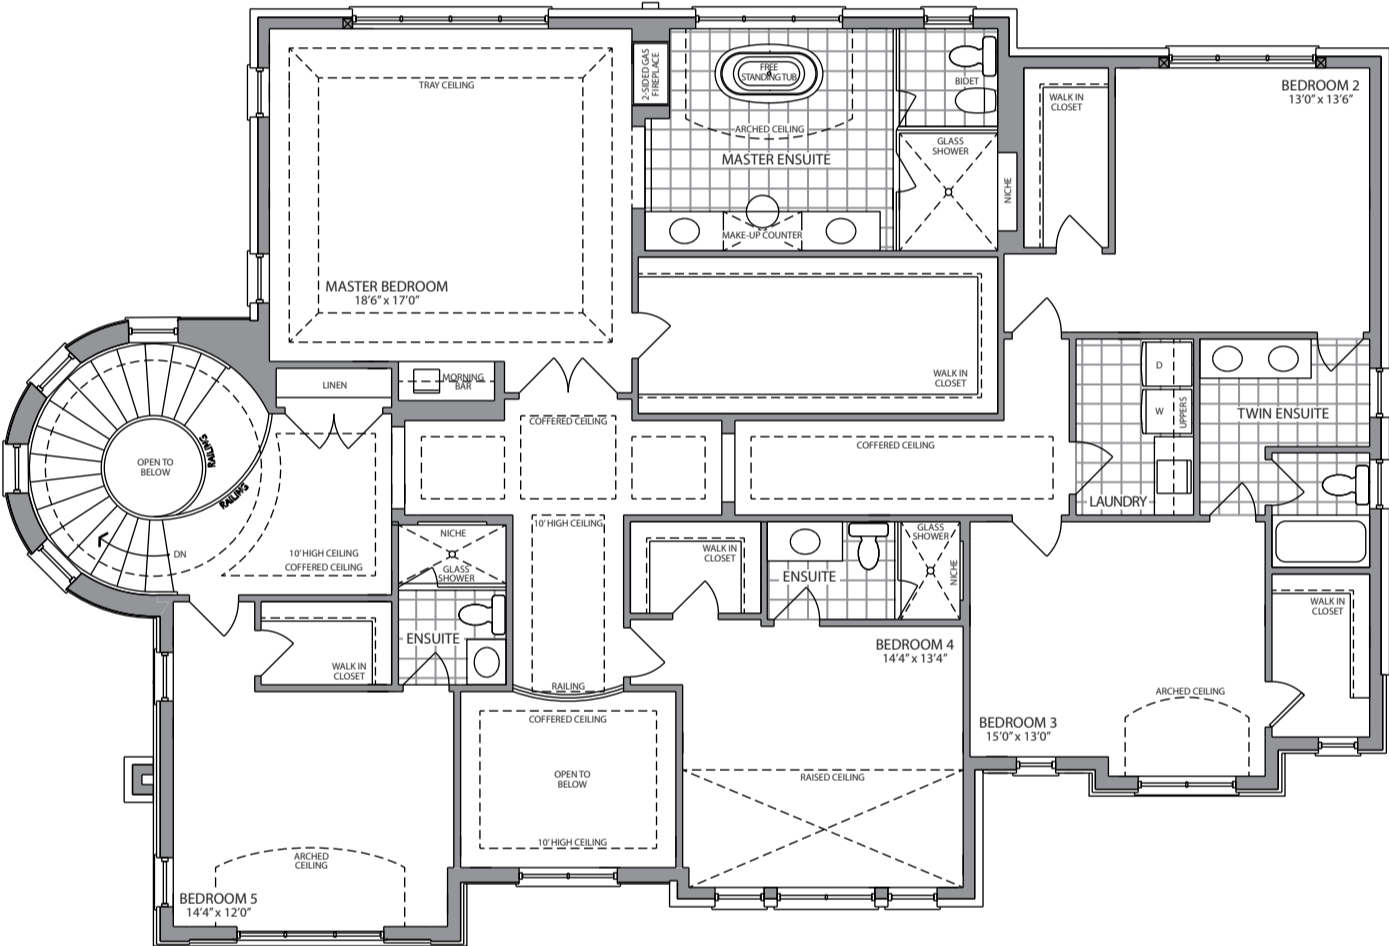 TRAY CEILING
2-SIDED GAS
FIREPLACE
FREE
STANDING TUB
BIDET
ARCHED CEILING
MASTER ENSUITE
GLASS
SHOWER
NICHE
MAKE-UP COUNTER
WALK IN
CLOSET
BEDROOM 2
13'0" x 13'6"
MASTER BEDROOM
18'6" x 17'0"
WALK IN
CLOSET
LINEN
MORNING
BAR
COFFERED CEILING
COFFERED CEILING
D
W
UPPERS
LAUNDRY
TWIN ENSUITE
OPEN TO
BELOW
RAILING
RAILING
DN
10' HIGH CEILING
COFFERED CEILING
NICHE
GLASS
SHOWER
ENSUITE
10' HIGH CEILING
WALK IN
CLOSET
ENSUITE
GLASS
SHOWER
NICHE
WALK IN
CLOSET
WALK IN
CLOSET
RAILING
COFFERED CEILING
OPEN TO
BELOW
10' HIGH CEILING
BEDROOM 4
14'4" x 13'4"
RAISED CEILING
BEDROOM 3
15'0" x 13'0"
ARCHED CEILING
ARCHED
CEILING
BEDROOM 5
14'4" x 12'0"